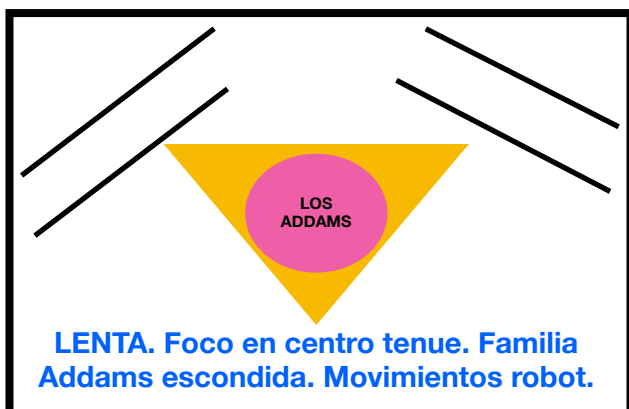 LOS
ADDAMS
LENTA. Foco en centro tenue. Familia
Addams escondida. Movimientos robot.